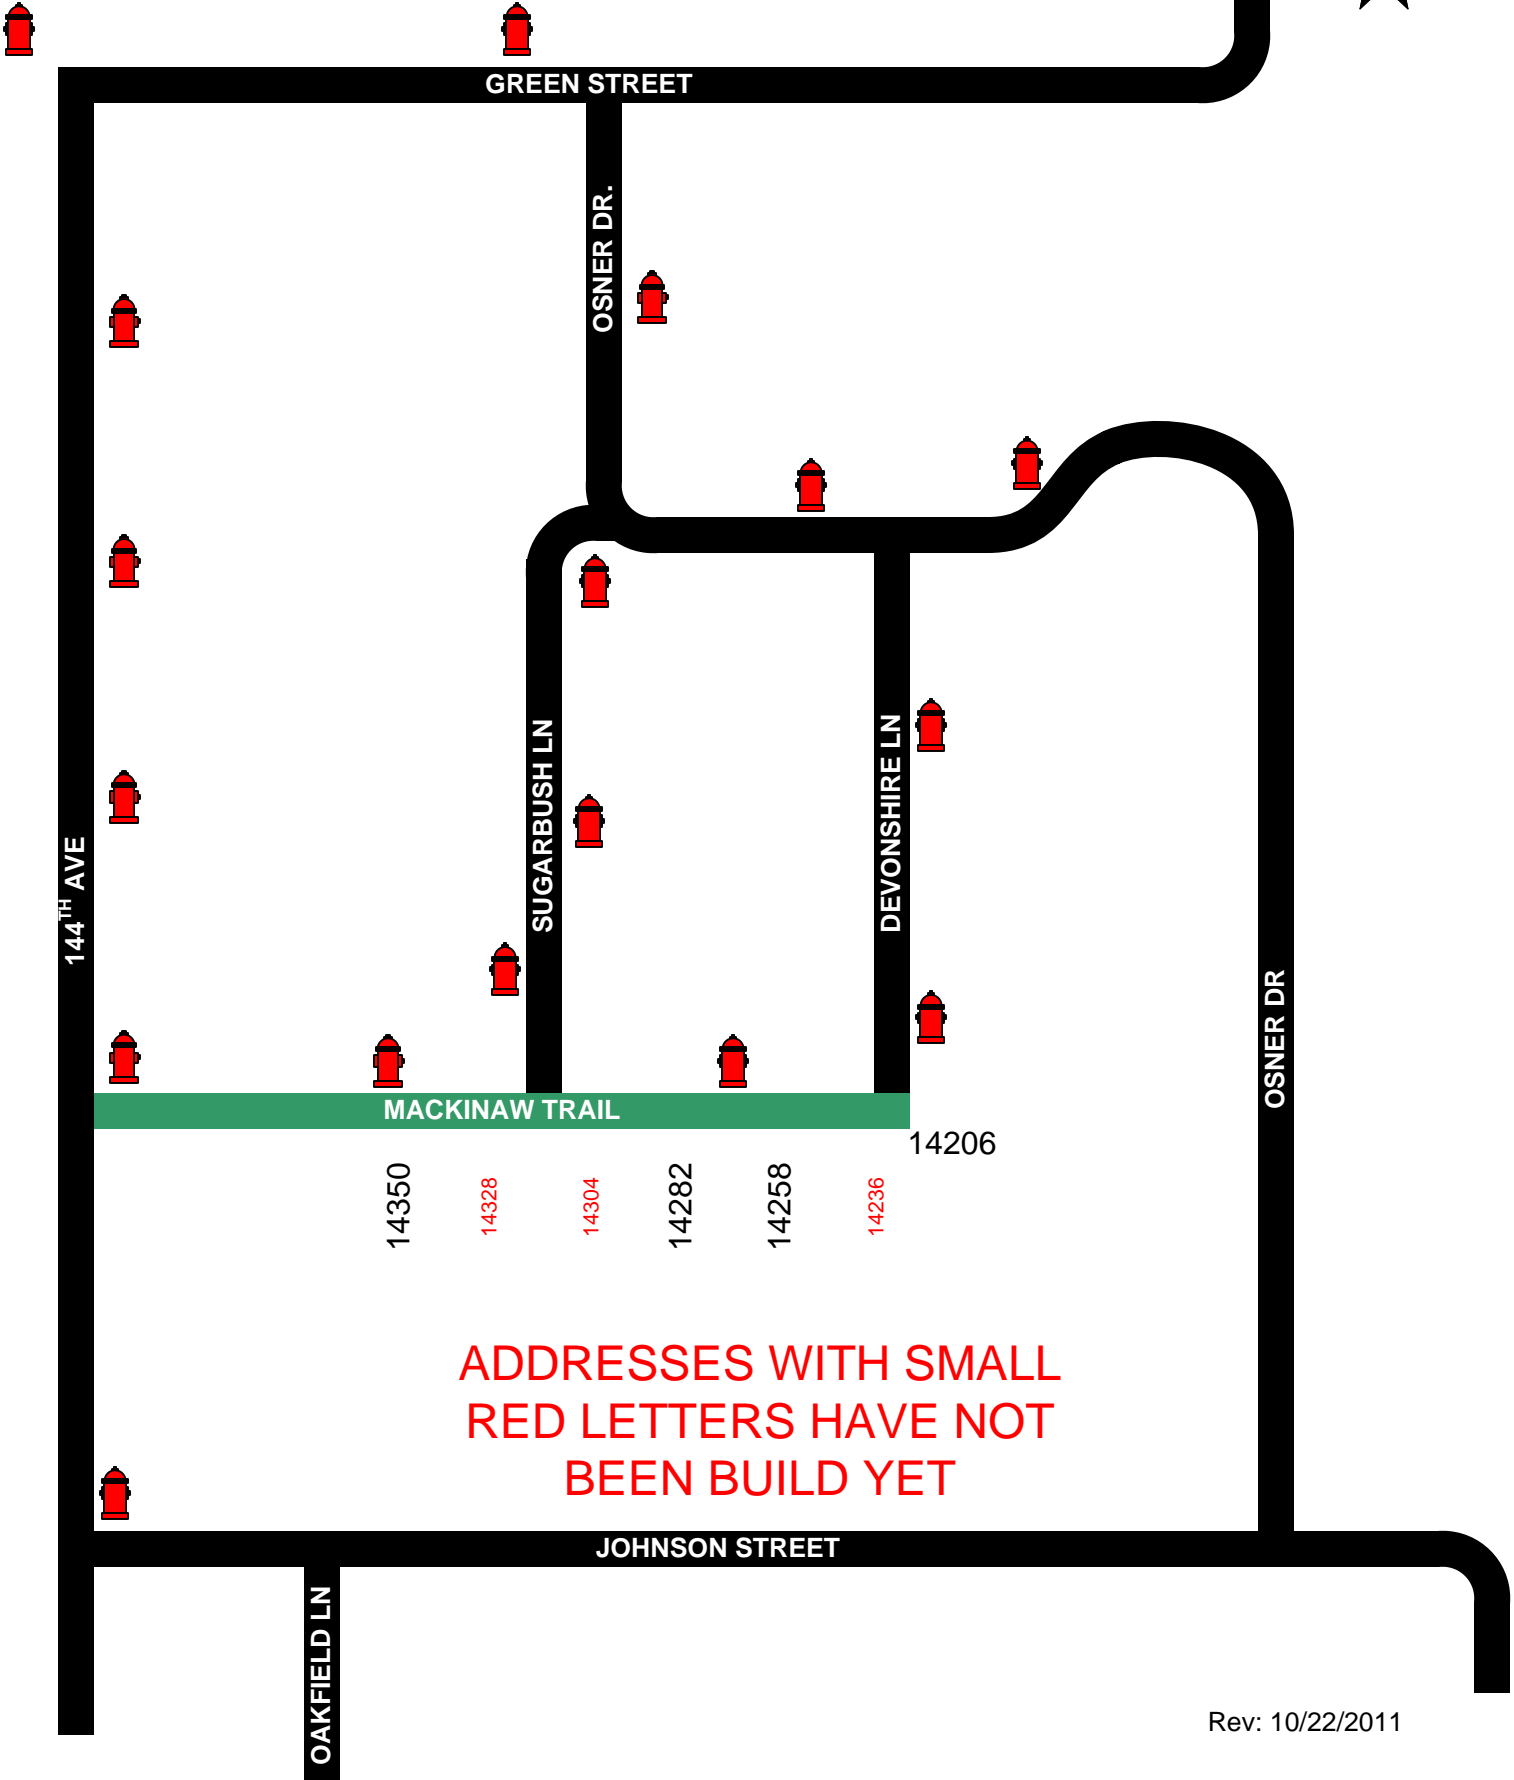 GREEN STREET
OSNER DR.
SUGARBUSH LN
DEVONSHIRE LN
144TH AVE
OSNER DR
MACKINAW TRAIL
14206
14350
14328
14304
14282
14258
14236
ADDRESSES WITH SMALL
RED LETTERS HAVE NOT
BEEN BUILD YET
JOHNSON STREET
OAKFIELD LN
Rev: 10/22/2011